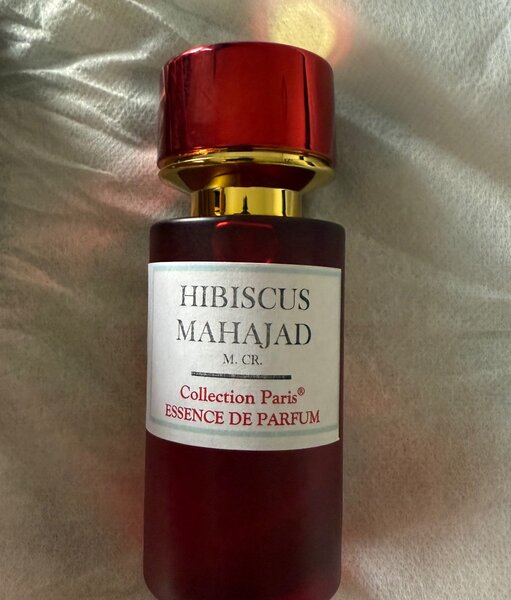 HIBISCUS
MAHAJAD
M. CR.
Collection Paris®
ESSENCE DE PARFUM